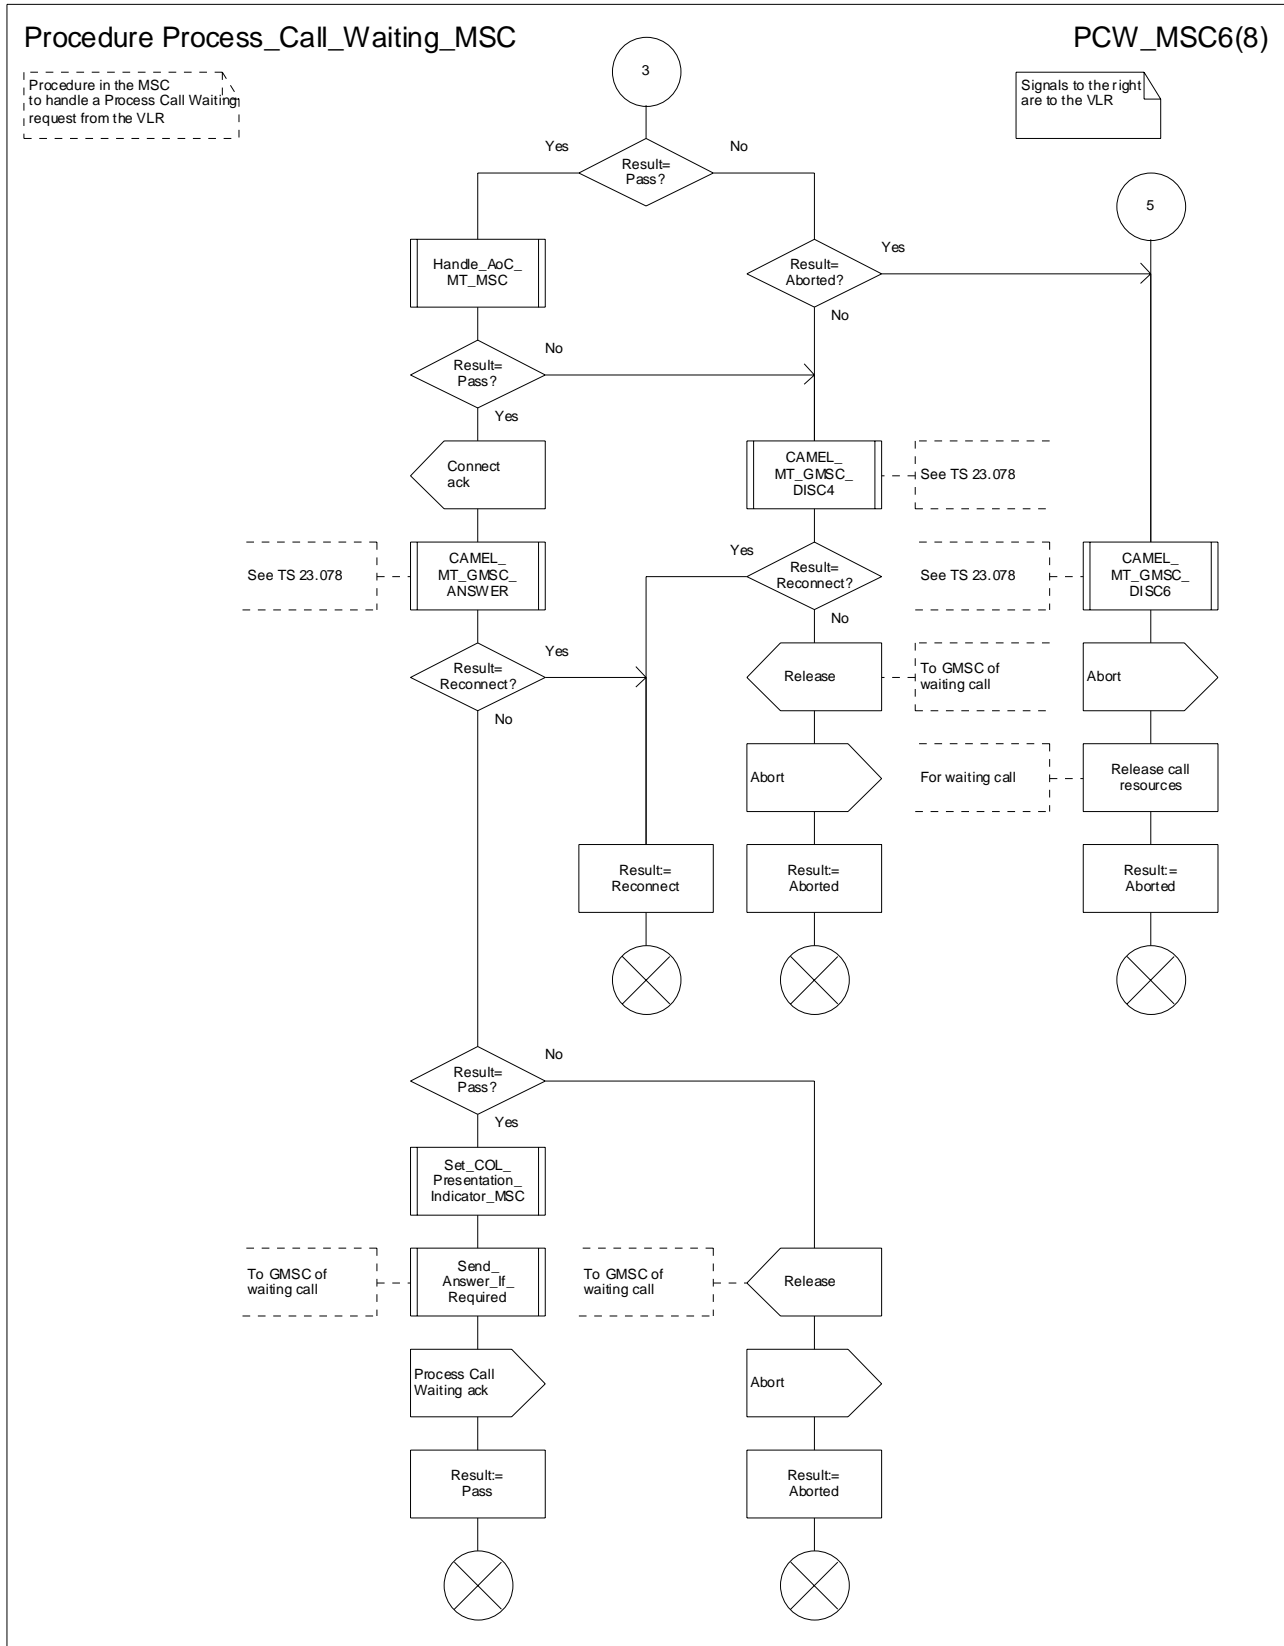 Procedure Process_Call_Waiting_MSC
PCW_MSC6(8)
Procedure in the MSC
to handle a Process Call Waiting
request from the VLR
3
Signals to the right
are to the VLR
Yes
Result=
Pass?
No
5
Handle_AoC_
MT_MSC
Result=
Aborted?
Yes
No
Result=
Pass?
No
Yes
Connect
ack
CAMEL_
MT_GMSC_
DISC4
See TS 23.078
See TS 23.078
CAMEL_
MT_GMSC_
ANSWER
Yes
Result=
Reconnect?
No
See TS 23.078
CAMEL_
MT_GMSC_
DISC6
Result=
Reconnect?
Yes
No
Release
To GMSC of
waiting call
Abort
Abort
For waiting call
Release call
resources
Result:=
Reconnect
Result:=
Aborted
Result:=
Aborted
Result=
Pass?
No
Yes
Set_COL_
Presentation_
Indicator_MSC
To GMSC of
waiting call
Send_
Answer_If_
Required
To GMSC of
waiting call
Release
Process Call
Waiting ack
Abort
Result:=
Pass
Result:=
Aborted